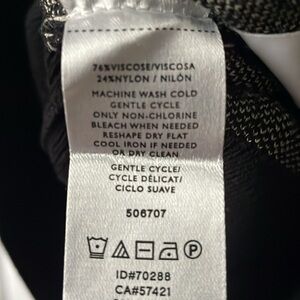 76%VISCOSE/VISCOSA
24%NYLON / NILÓN
MACHINE WASH COLD
GENTLE CYCLE
ONLY NON-CHLORINE
BLEACH WHEN NEEDED
RESHAPE DRY FLAT
COOL IRON IF NEEDED
OR DRY CLEAN
GENTLE CYCLE/
CYCLE DÉLICAT/
CICLO SUAVE
506707
P
ID#70288
CA#57421